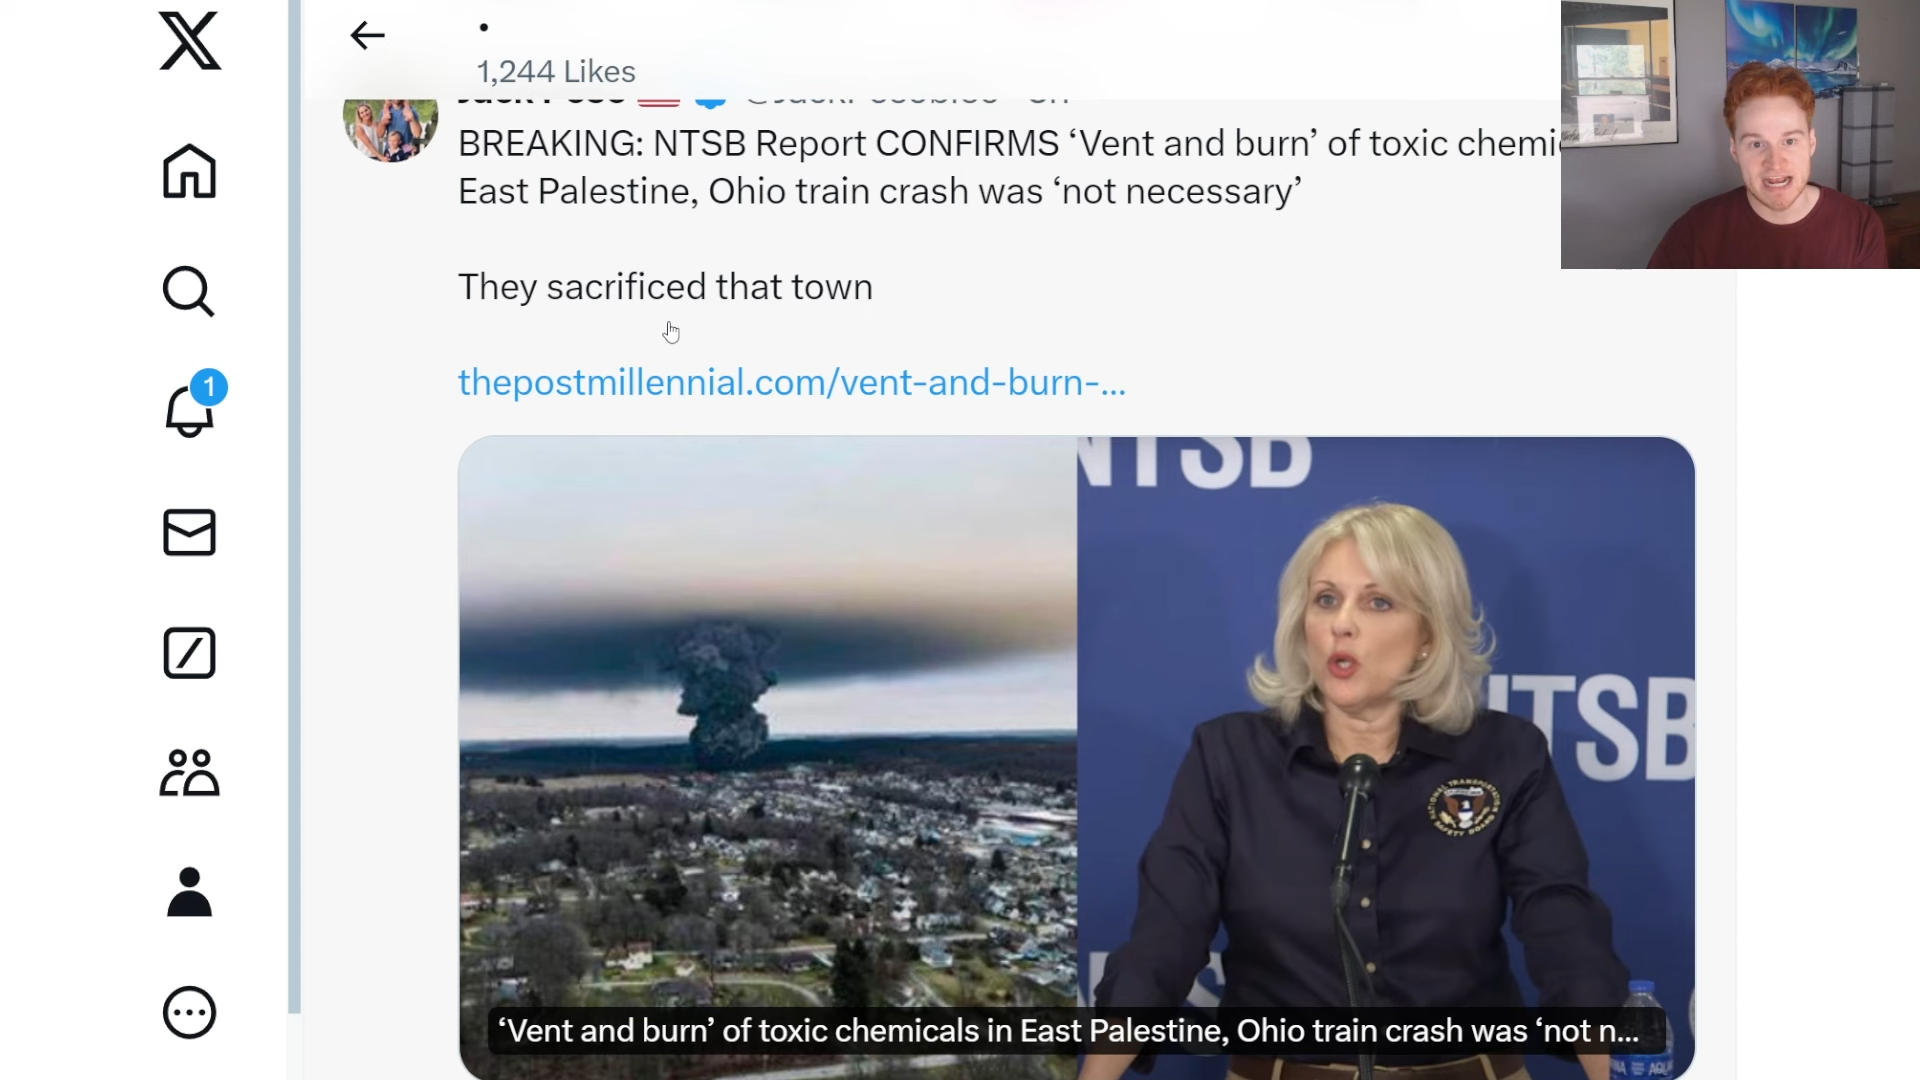 1,244 Likes
BREAKING: NTSB Report CONFIRMS ‘Vent and burn’ of toxic
East Palestine, Ohio train crash was ‘not necessary’
They sacrificed that town
thepostmillennial.com/vent-and-burn-...
1
NTSB
NTSB
‘Vent and burn’ of toxic chemicals in East Palestine, Ohio train crash was ‘not n...